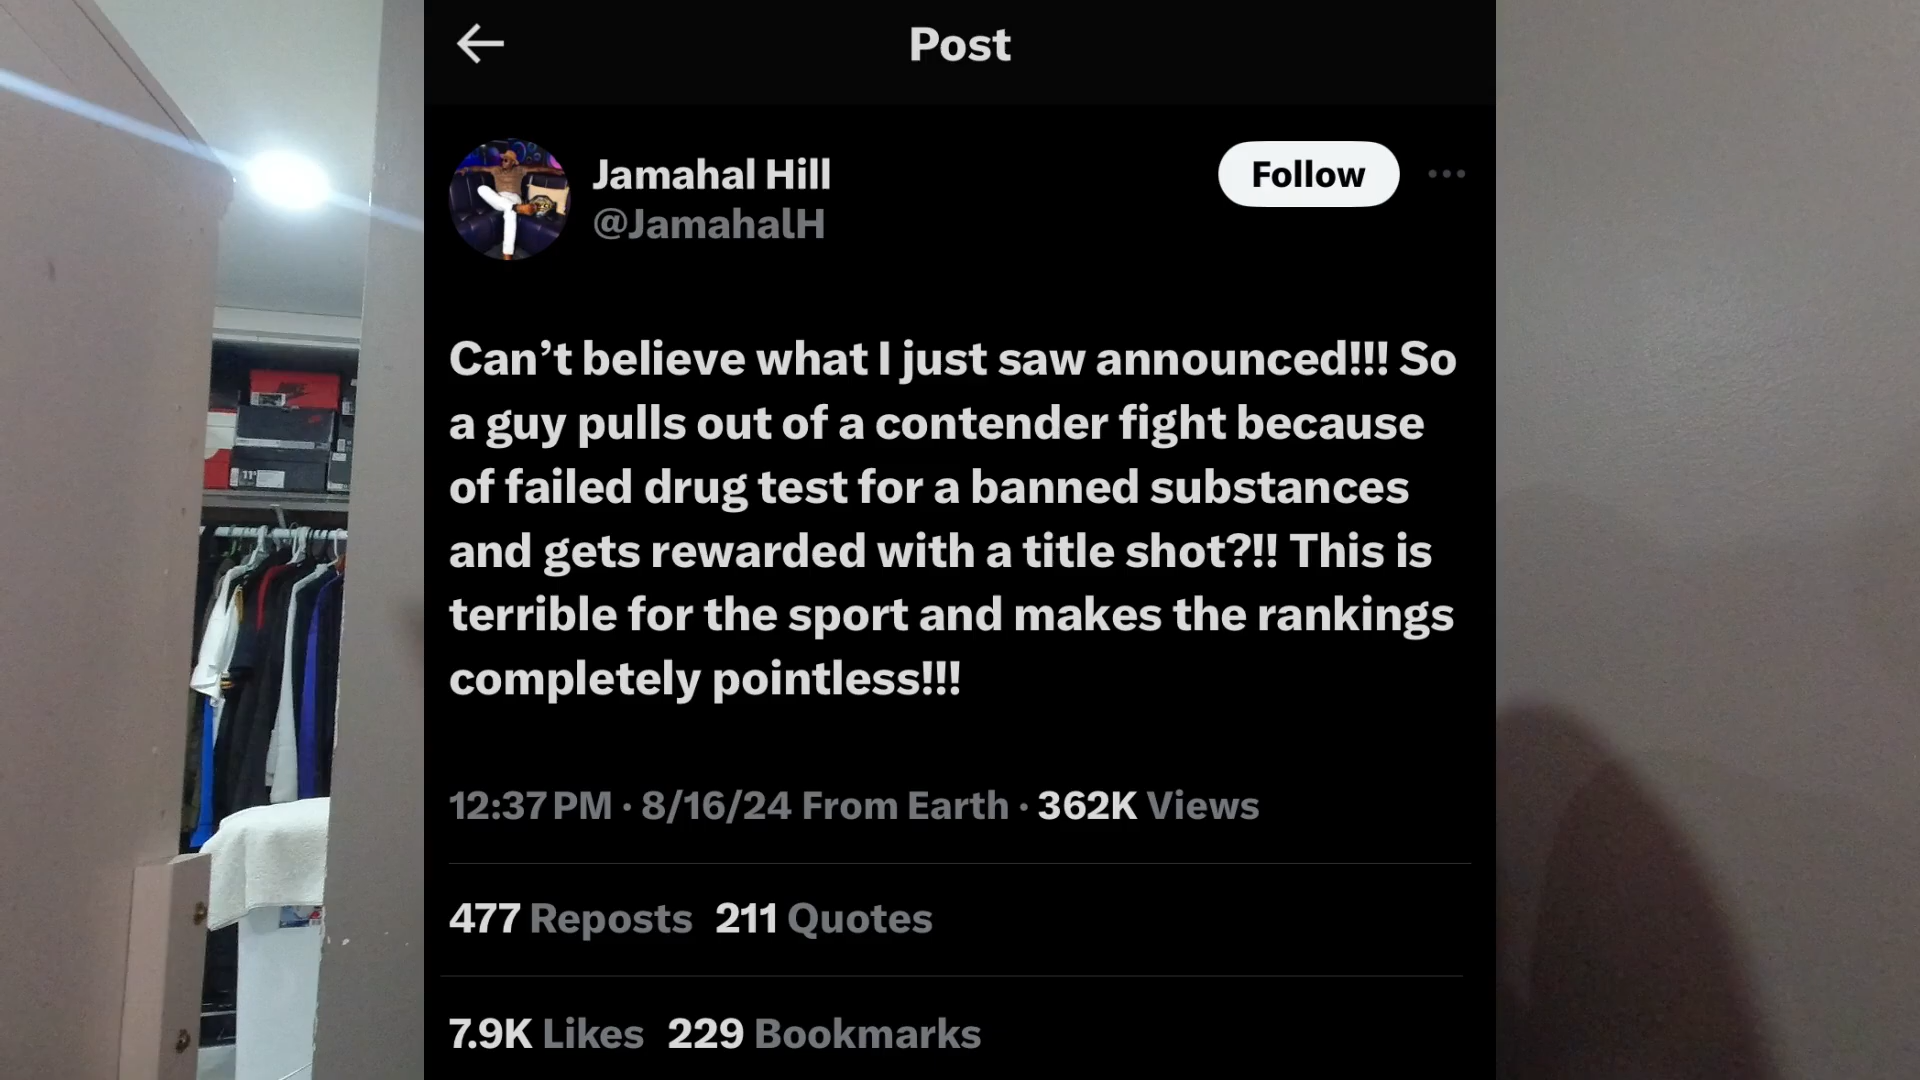 Post
Jamahal Hill
@JamahalH
Follow
Can’t believe what I just saw announced!!! So
a guy pulls out of a contender fight because
of failed drug test for a banned substances
and gets rewarded with a title shot?!! This is
terrible for the sport and makes the rankings
completely pointless!!!
12:37 PM · 8/16/24 From Earth · 362K Views
477 Reposts 211 Quotes
7.9K Likes 229 Bookmarks